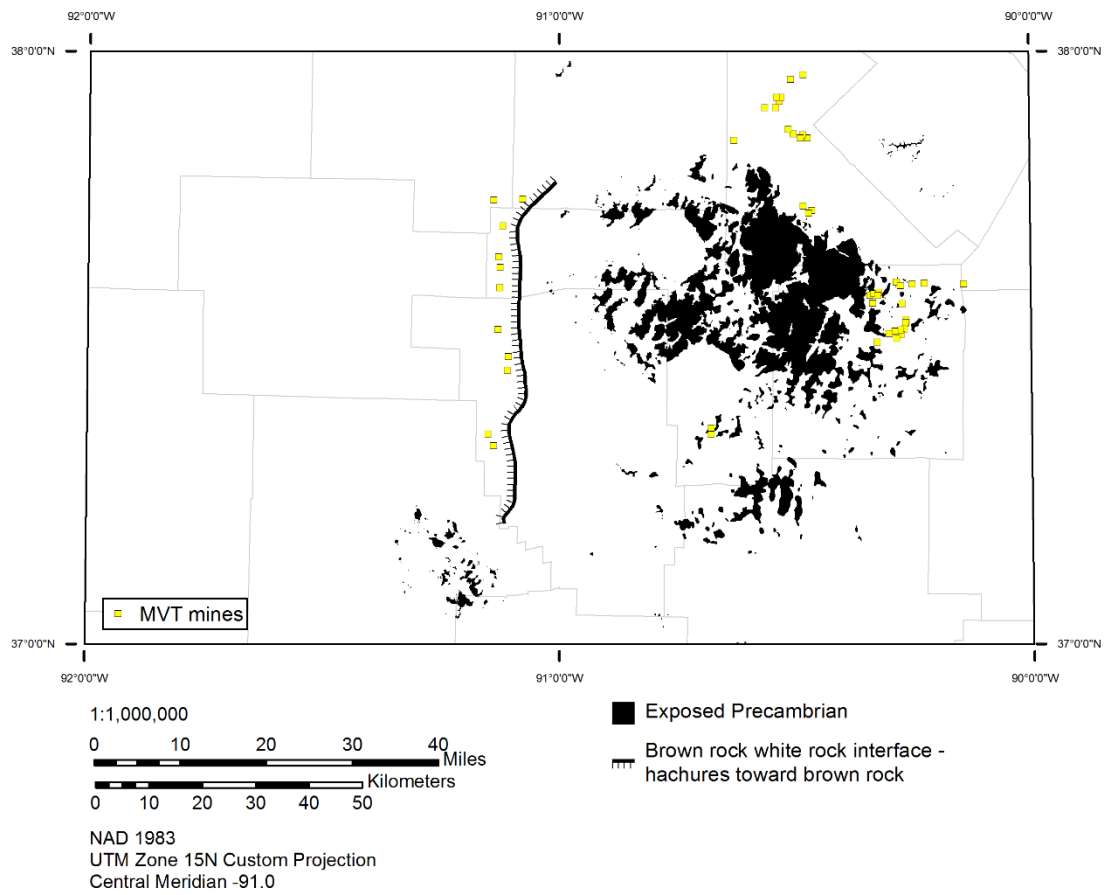 92°0'0"W 91°0'0"W 90°0'0"W
38°0'0"N 38°0'0"N
MVT mines
37°0'0"N 37°0'0"N
92°0'0"W 91°0'0"W 90°0'0"W
1:1,000,000
0 10 20 30 40
Miles
Kilometers
0 10 20 30 40 50
NAD 1983
UTM Zone 15N Custom Projection
Central Meridian -91.0
Exposed Precambrian
Brown rock white rock interface -
hachures toward brown rock